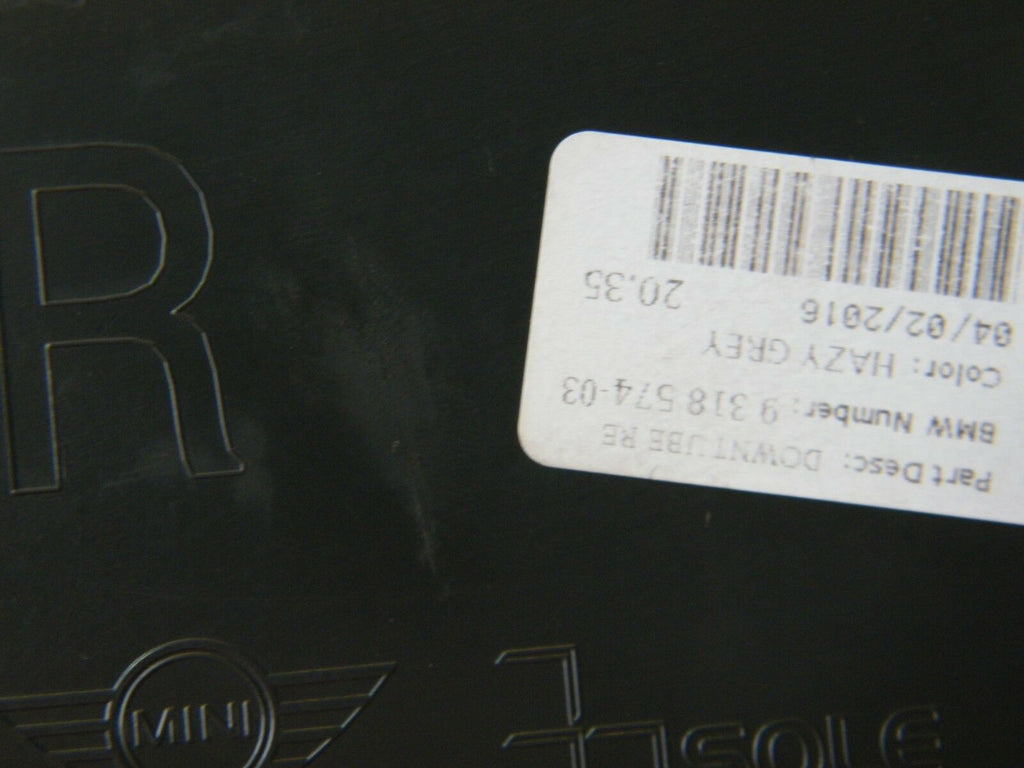 R
Part Desc: DOWNTUBE RE
BMW Number: 9 318 574-03
Color: HAZY GREY
04/02/2016
20.35
MINI
SOLE